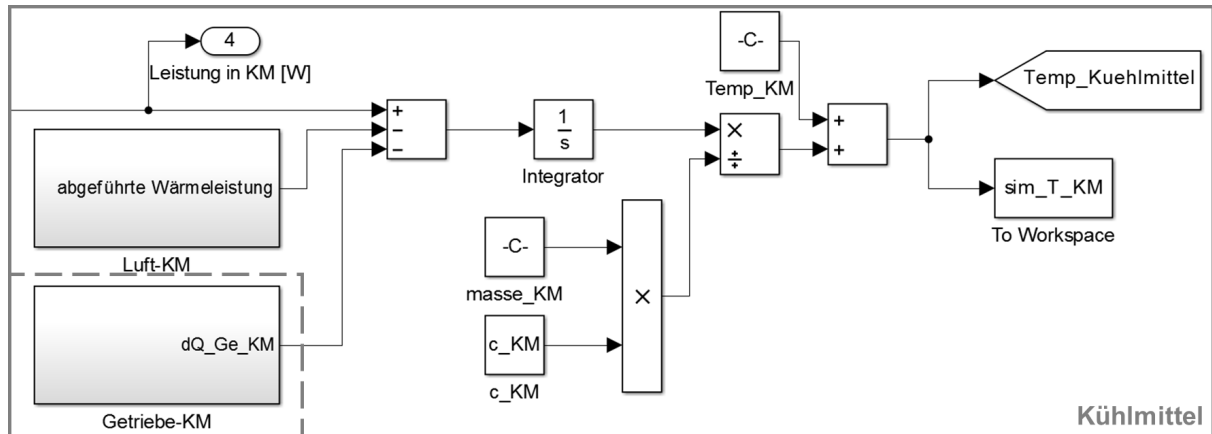 4
Leistung in KM [W]
-C-
Temp_KM
Temp_Kuehlmittel
+
−
−
1
s
Integrator
×
÷
+
+
abgeführte Wärmeleistung
Luft-KM
sim_T_KM
To Workspace
-C-
masse_KM
×
c_KM
c_KM
dQ_Ge_KM
Getriebe-KM
Kühlmittel